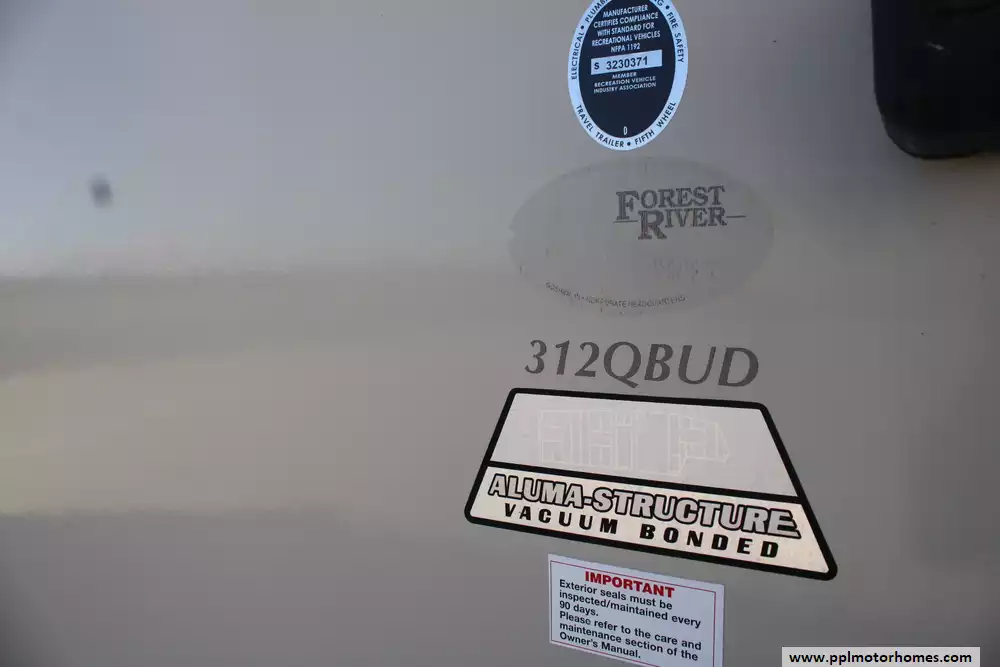 ELECTRICAL • PLUMB
FIRE SAFETY
MANUFACTURER
CERTIFIES COMPLIANCE
WITH STANDARD FOR
RECREATIONAL VEHICLES
NFPA 1192
S 3230371
MEMBER
RECREATION VEHICLE
INDUSTRY ASSOCIATION
D
TRAVEL TRAILER • FIFTH WHEEL
FOREST
RIVER
312QBUD
ALUMA-STRUCTURE
VACUUM BONDED
IMPORTANT
Exterior seals must be
inspected/maintained every
90 days.
Please refer to the care and
maintenance section of the
Owner's Manual.
www.pplmotorhomes.com